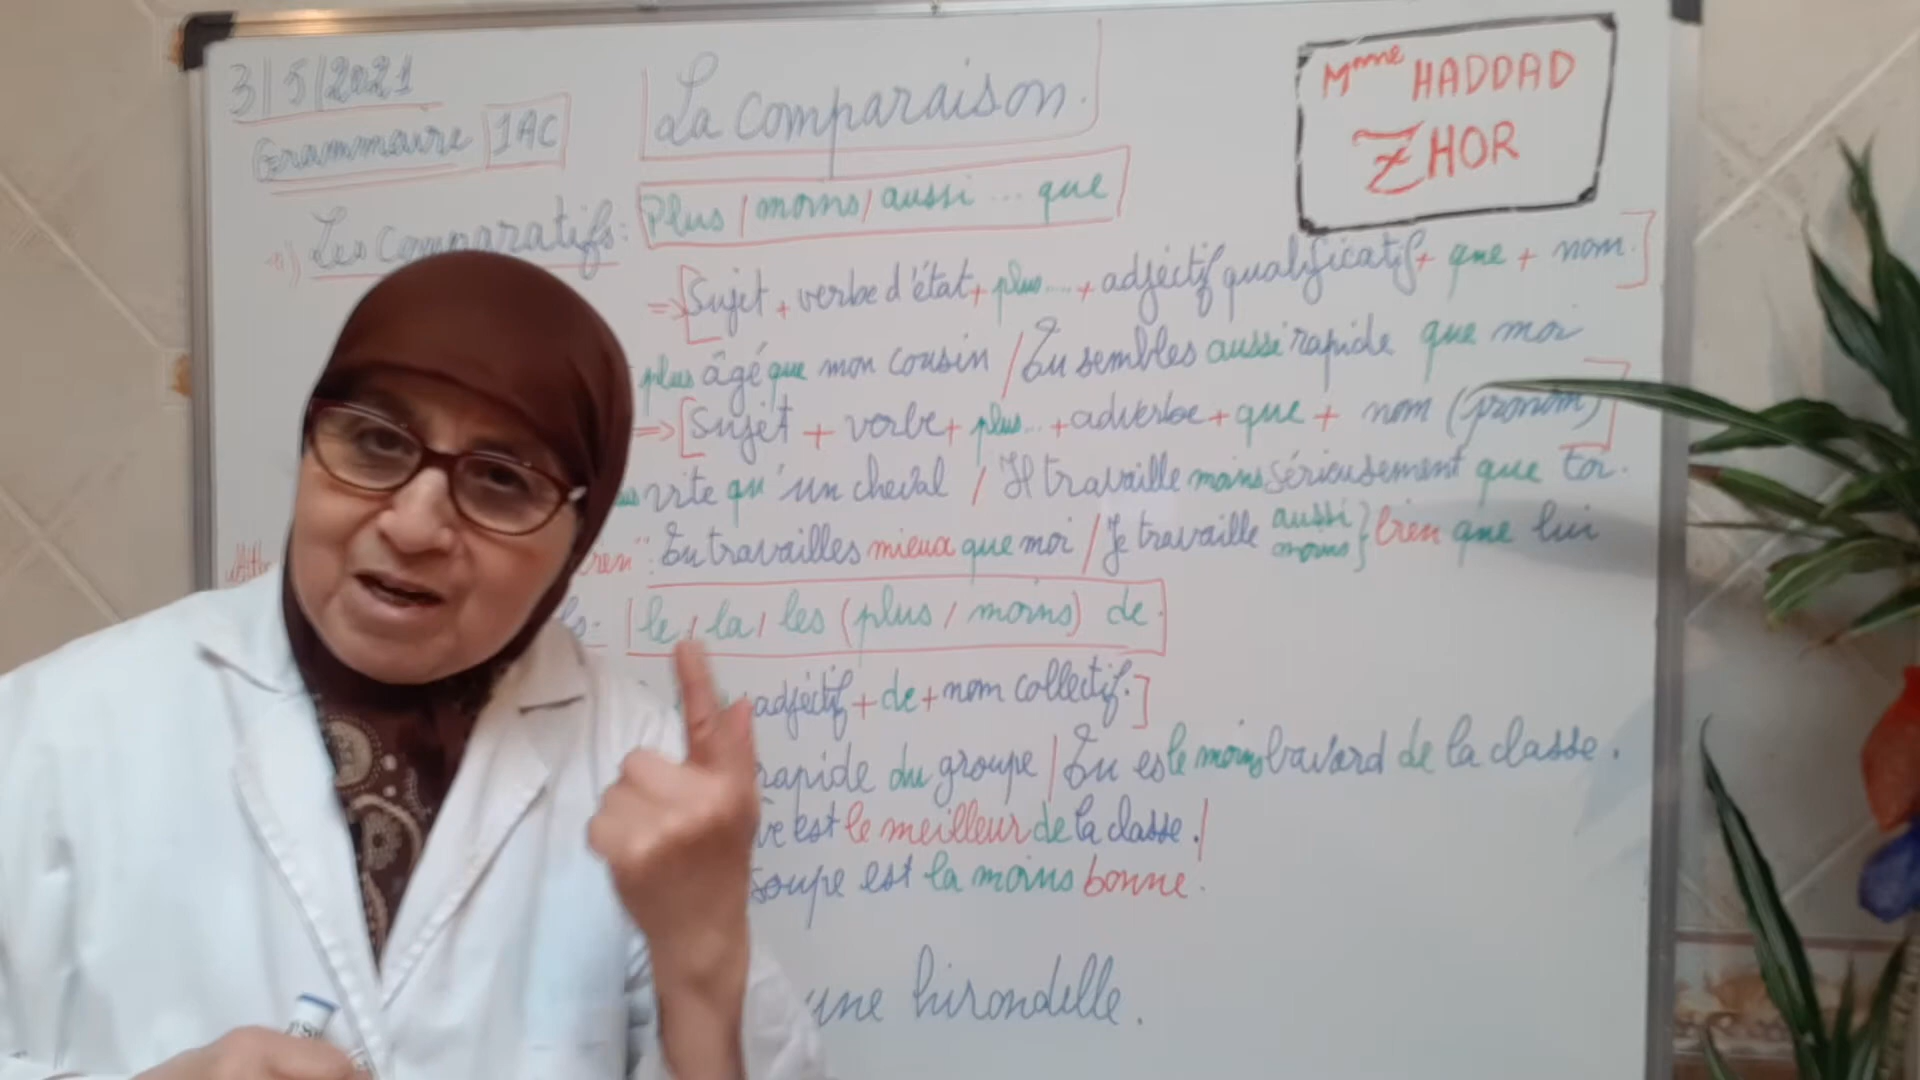 3/5/2021
Grammaire 1AC
La comparaison.
Mme HADDAD
ZHOR
a) Les comparatifs: Plus / moins / aussi ... que
=> [Sujet + verbe d'état + plus.... + adjectif qualificatif + que + nom.]
plus âgé que mon cousin / Tu sembles aussi rapide que moi
=> [Sujet + verbe + plus... + adverbe + que + nom (pronom)]
vite qu'un cheval / Il travaille moins sérieusement que toi.
: Tu travailles mieux que moi / Je travaille aussi moins } bien que lui
le / la / les (plus / moins) de.
adjectif + de + nom collectif.]
rapide du groupe / Tu es le moins bavard de la classe.
est le meilleur de la classe. /
soupe est la moins bonne.
une hirondelle.